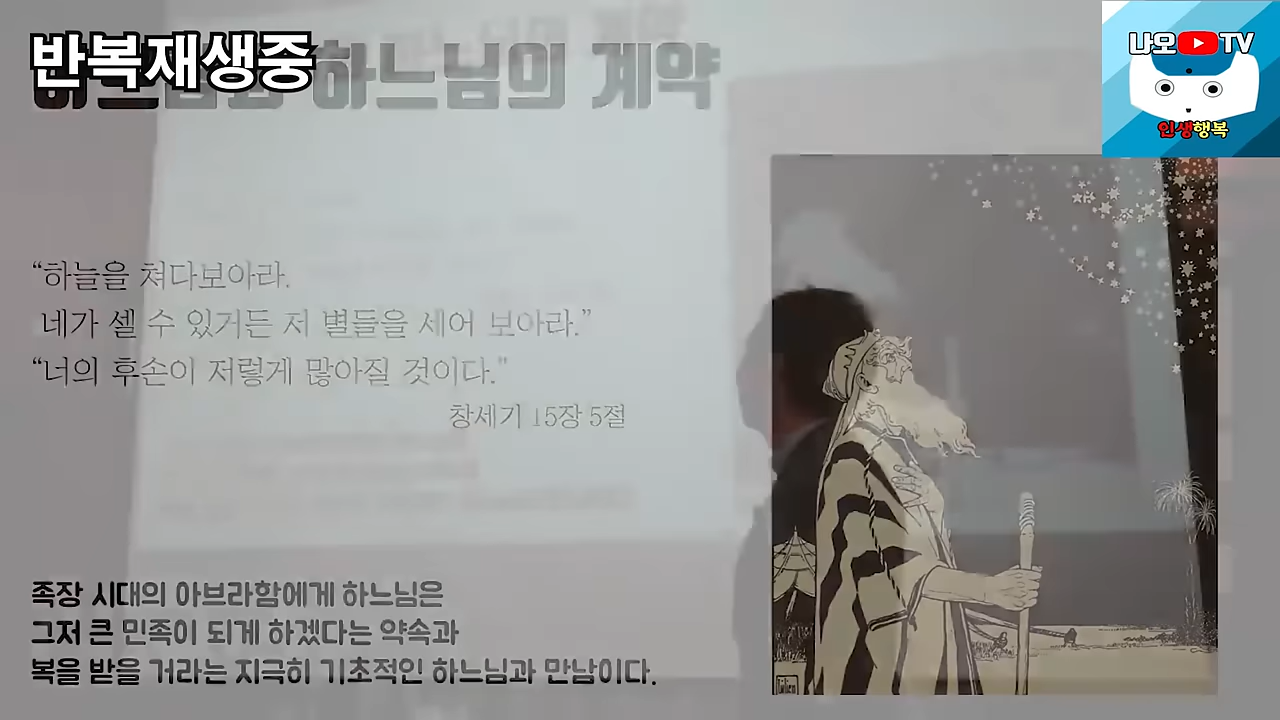 반복재생중
하느님의 계약
나오 TV
인생행복
“하늘을 쳐다보아라.
네가 셀 수 있거든 저 별들을 세어 보아라.”
“너의 후손이 저렇게 많아질 것이다.”
창세기 15장 5절
족장 시대의 아브라함에게 하느님은
그저 큰 민족이 되게 하겠다는 약속과
복을 받을 거라는 지극히 기초적인 하느님과 만남이다.